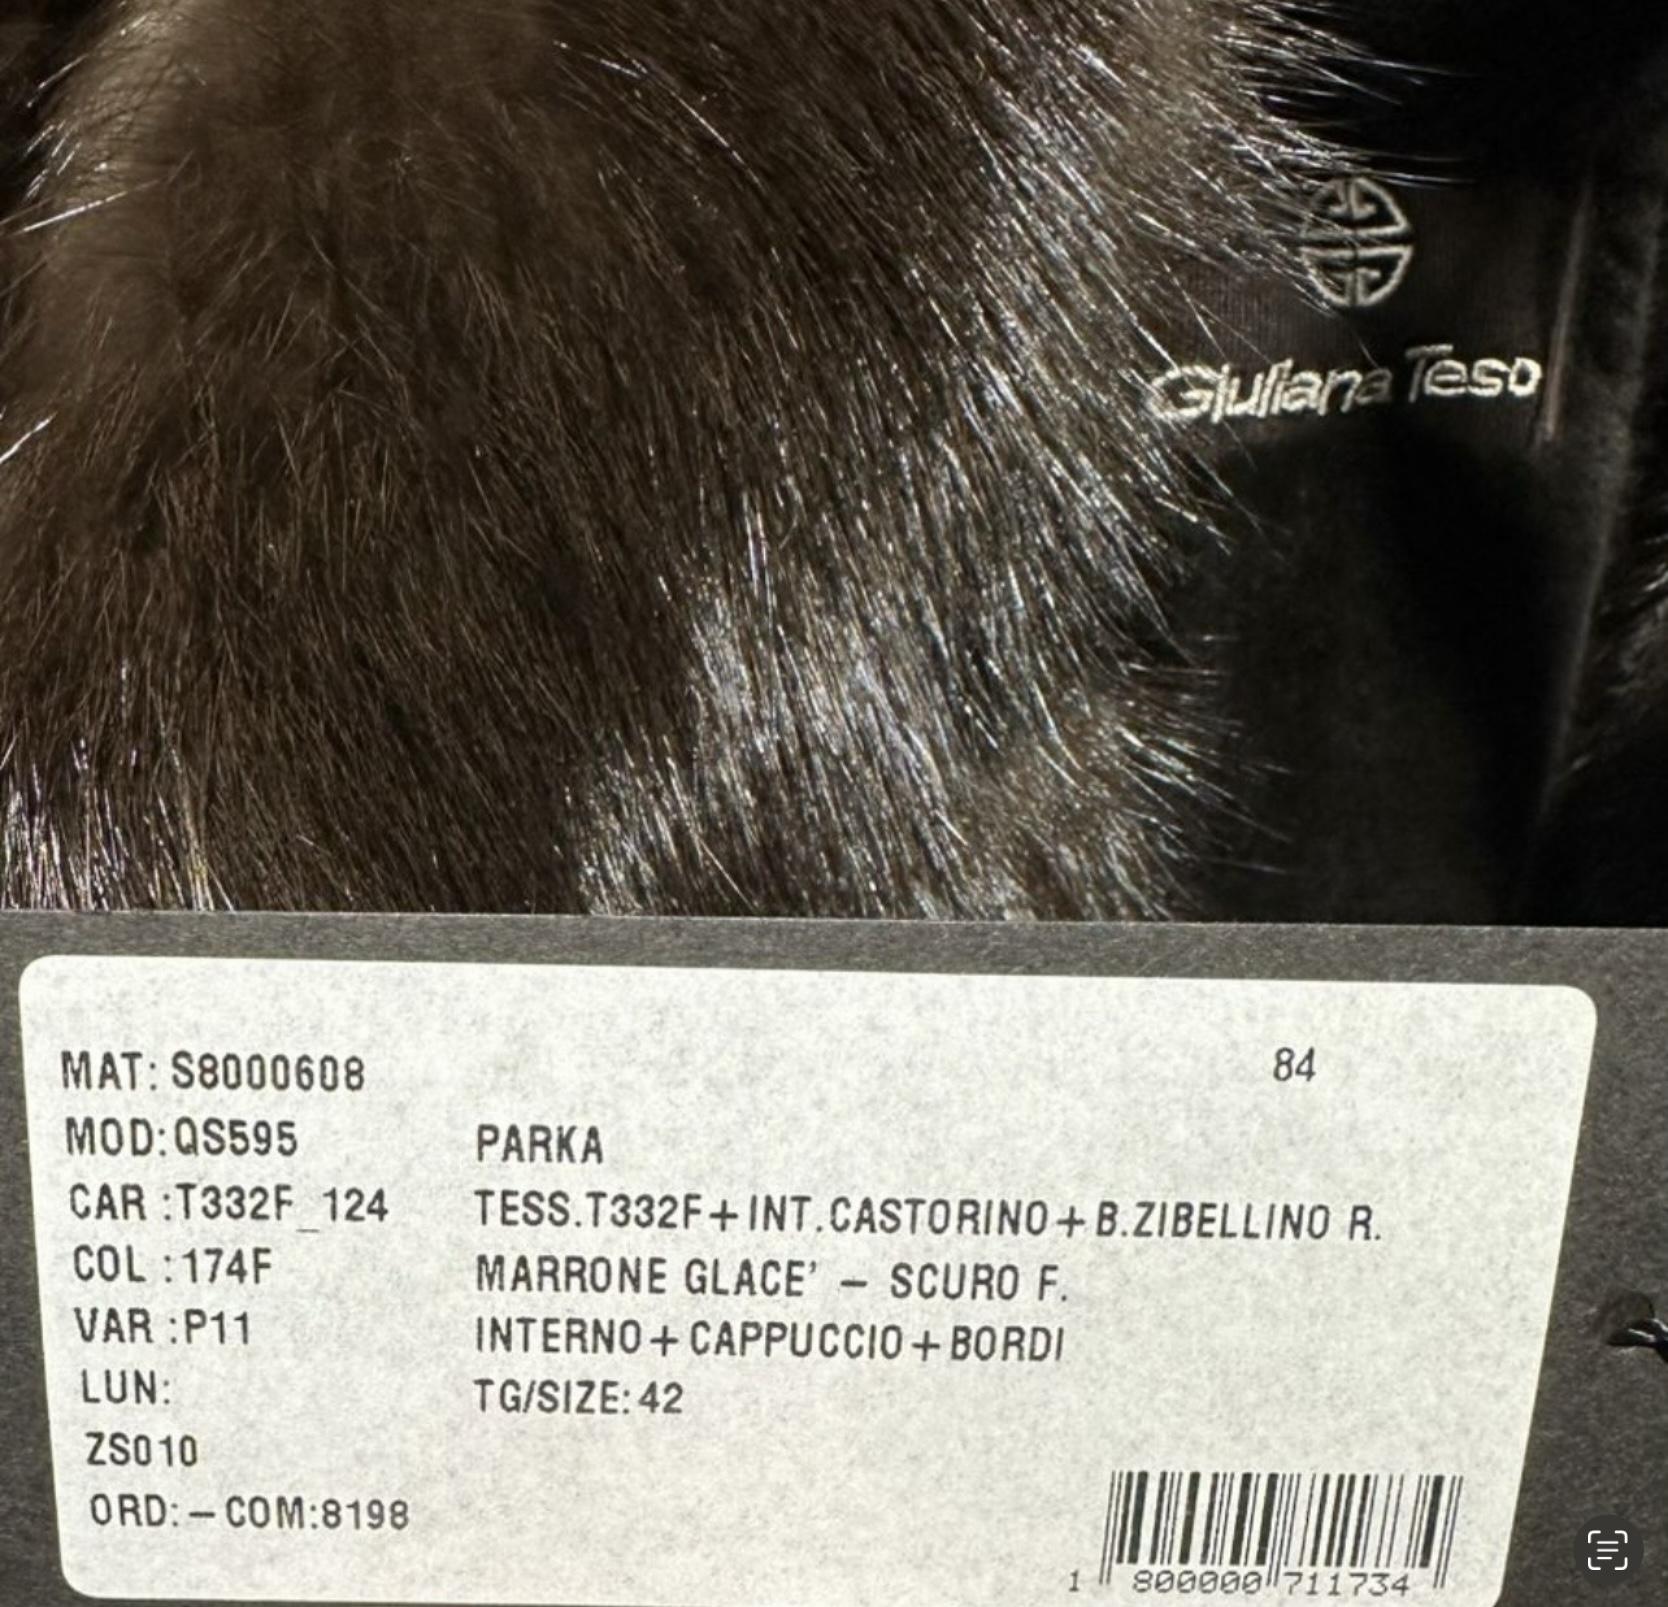 Giuliana Teso
84
MAT: S8000608
MOD:QS595 PARKA
CAR :T332F_124 TESS.T332F+INT.CASTORINO+B.ZIBELLINO R.
COL :174F MARRONE GLACE' – SCURO F.
VAR :P11 INTERNO+CAPPUCCIO+BORDI
LUN: TG/SIZE:42
ZS010
ORD:–COM:8198
1 800000 711734